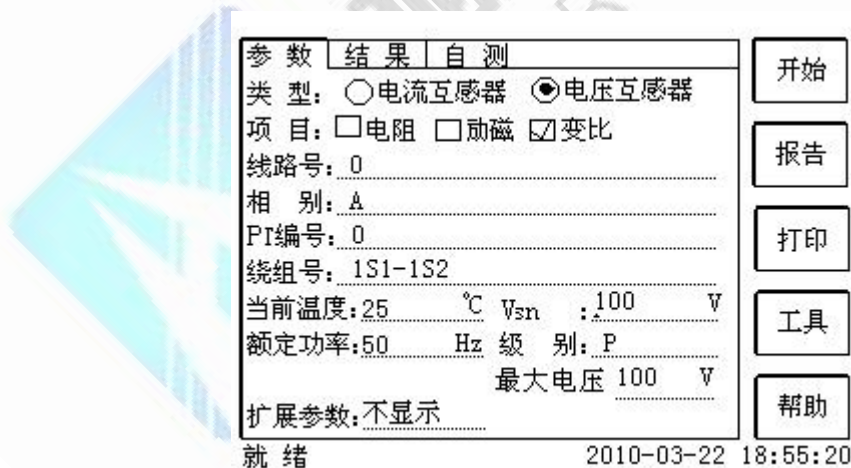 参 数 结 果 自 测
类 型: 电流互感器 电压互感器
项 目: 电阻 励磁 变比
线路号: 0
相 别: A
PT编号: 0
绕组号: 1S1-1S2
当前温度: 25 ℃ Vsn : 100 V
额定功率: 50 Hz 级 别: P
最大电压 100 V
扩展参数: 不显示
就 绪 2010-03-22 18:55:20
开始
报告
打印
工具
帮助